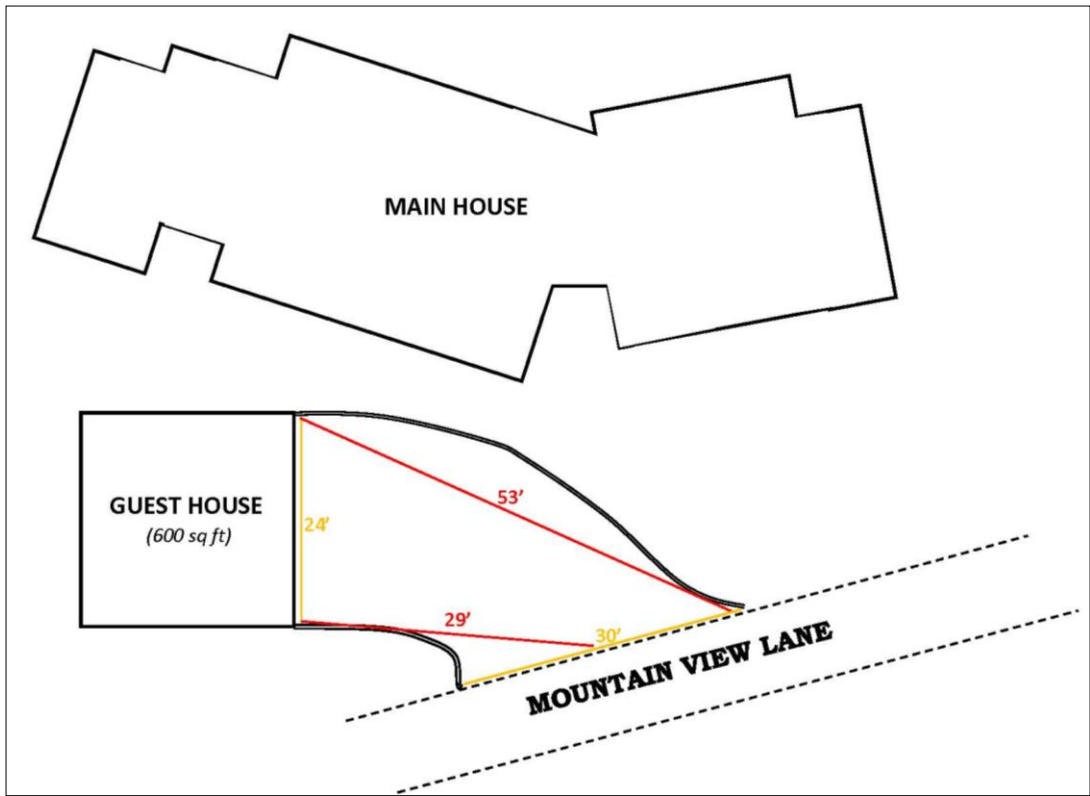 MAIN HOUSE
GUEST HOUSE
(600 sq ft)
24'
53'
29'
30'
MOUNTAIN VIEW LANE